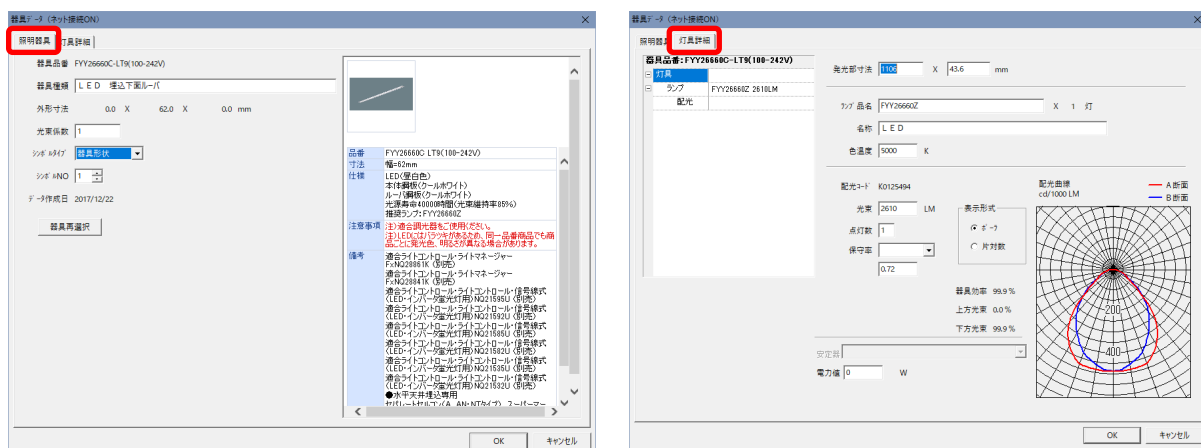 器具データ（ネット接続ON）
照明器具 灯具詳細
器具品番 FYY26660C-LT9(100-242V)
器具種類 ＬＥＤ　埋込下面ルーバ
外形寸法 0.0 X 62.0 X 0.0 mm
光束係数 1
ｼﾝﾎﾞﾙﾀｲﾌﾟ 器具形状
ｼﾝﾎﾞﾙNO 1
ﾃﾞｰﾀ作成日 2017/12/22
器具再選択
品番 FYY26660C LT9(100-242V)
寸法 幅=62mm
仕様 LED(昼白色)
本体鋼板(クールホワイト)
ルーバ鋼板(クールホワイト)
光源寿命40000時間(光束維持率85%)
推奨ランプ:FYY26660Z
注意事項 注)適合調光器をご使用ください。
注)LEDにはバラツキがあるため、同一品番商品でも商
品ごとに発光色、明るさが異なる場合があります。
備考 適合ライトコントロール・ライトマネージャー
FxNQ28861K (別売)
適合ライトコントロール・ライトマネージャー
FxNQ28841K (別売)
適合ライトコントロール・ライトコントロール・信号線式
(LED・インバータ蛍光灯用)NQ21595U (別売)
適合ライトコントロール・ライトコントロール・信号線式
(LED・インバータ蛍光灯用)NQ21592U (別売)
適合ライトコントロール・ライトコントロール・信号線式
(LED・インバータ蛍光灯用)NQ21585U (別売)
適合ライトコントロール・ライトコントロール・信号線式
(LED・インバータ蛍光灯用)NQ21582U (別売)
適合ライトコントロール・ライトコントロール・信号線式
(LED・インバータ蛍光灯用)NQ21535U (別売)
適合ライトコントロール・ライトコントロール・信号線式
(LED・インバータ蛍光灯用)NQ21532U (別売)
●水平天井埋込専用
OK キャンセル
器具データ（ネット接続ON）
照明器具 灯具詳細
器具品番:FYY26660C-LT9(100-242V)
灯具
ランプ FYY26660Z 2610LM
配光
発光部寸法 1106 X 43.6 mm
ﾗﾝﾌﾟ品名 FYY26660Z X 1 灯
名称 ＬＥＤ
色温度 5000 K
配光ｺｰﾄﾞ K0125494
光束 2610 LM
点灯数 1
保守率
0.72
表示形式
ﾎﾟｰﾗ
片対数
器具効率 99.9 %
上方光束 0.0 %
下方光束 99.9 %
安定器
電力値 0 W
配光曲線
cd/1000 LM
A 断面
B 断面
200
400
OK キャンセル